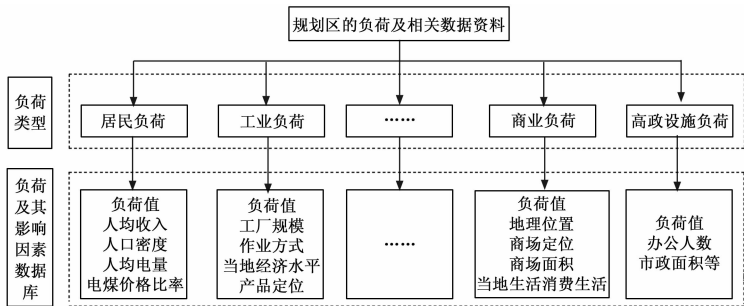 规划区的负荷及相关数据资料
负荷
类型
居民负荷
工业负荷
……
商业负荷
高政设施负荷
负荷
及其
影响
因素
数据
库
负荷值
人均收入
人口密度
人均电量
电煤价格比率
负荷值
工厂规模
作业方式
当地经济水平
产品定位
……
负荷值
地理位置
商场定位
商场面积
当地生活消费生活
负荷值
办公人数
市政面积等